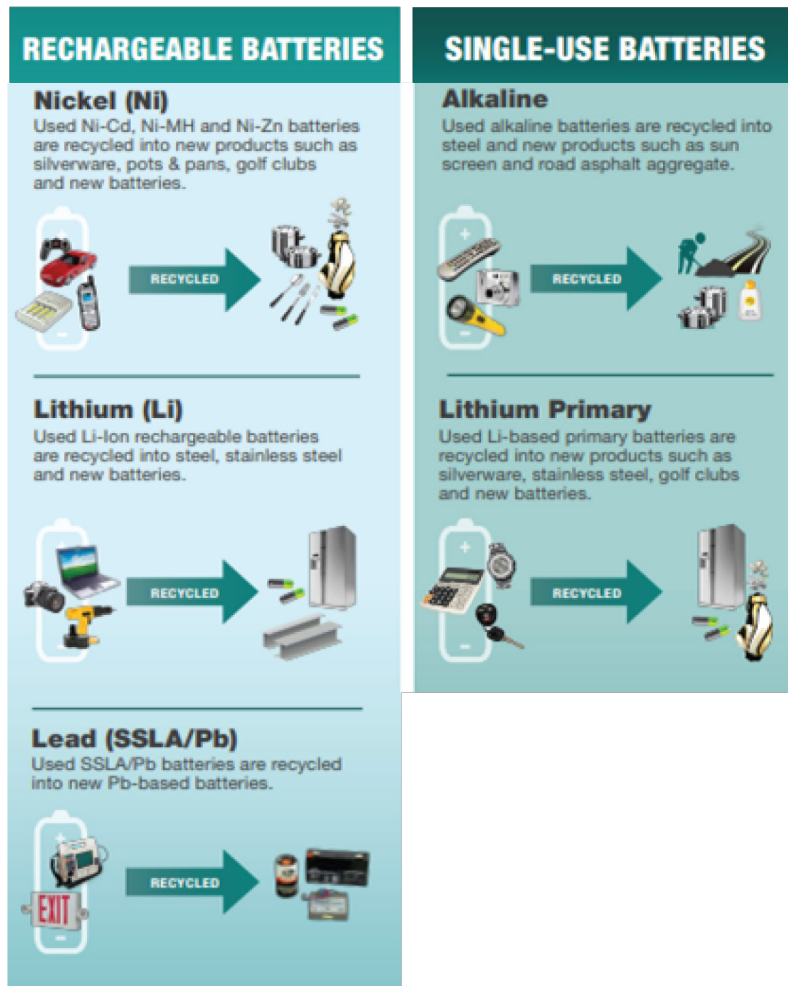 RECHARGEABLE BATTERIES
Nickel (Ni)
Used Ni-Cd, Ni-MH and Ni-Zn batteries
are recycled into new products such as
silverware, pots & pans, golf clubs
and new batteries.
RECYCLED
Lithium (Li)
Used Li-Ion rechargeable batteries
are recycled into steel, stainless steel
and new batteries.
RECYCLED
Lead (SSLA/Pb)
Used SSLA/Pb batteries are recycled
into new Pb-based batteries.
EXIT
RECYCLED
SINGLE-USE BATTERIES
Alkaline
Used alkaline batteries are recycled into
steel and new products such as sun
screen and road asphalt aggregate.
RECYCLED
Lithium Primary
Used Li-based primary batteries are
recycled into new products such as
silverware, stainless steel, golf clubs
and new batteries.
RECYCLED